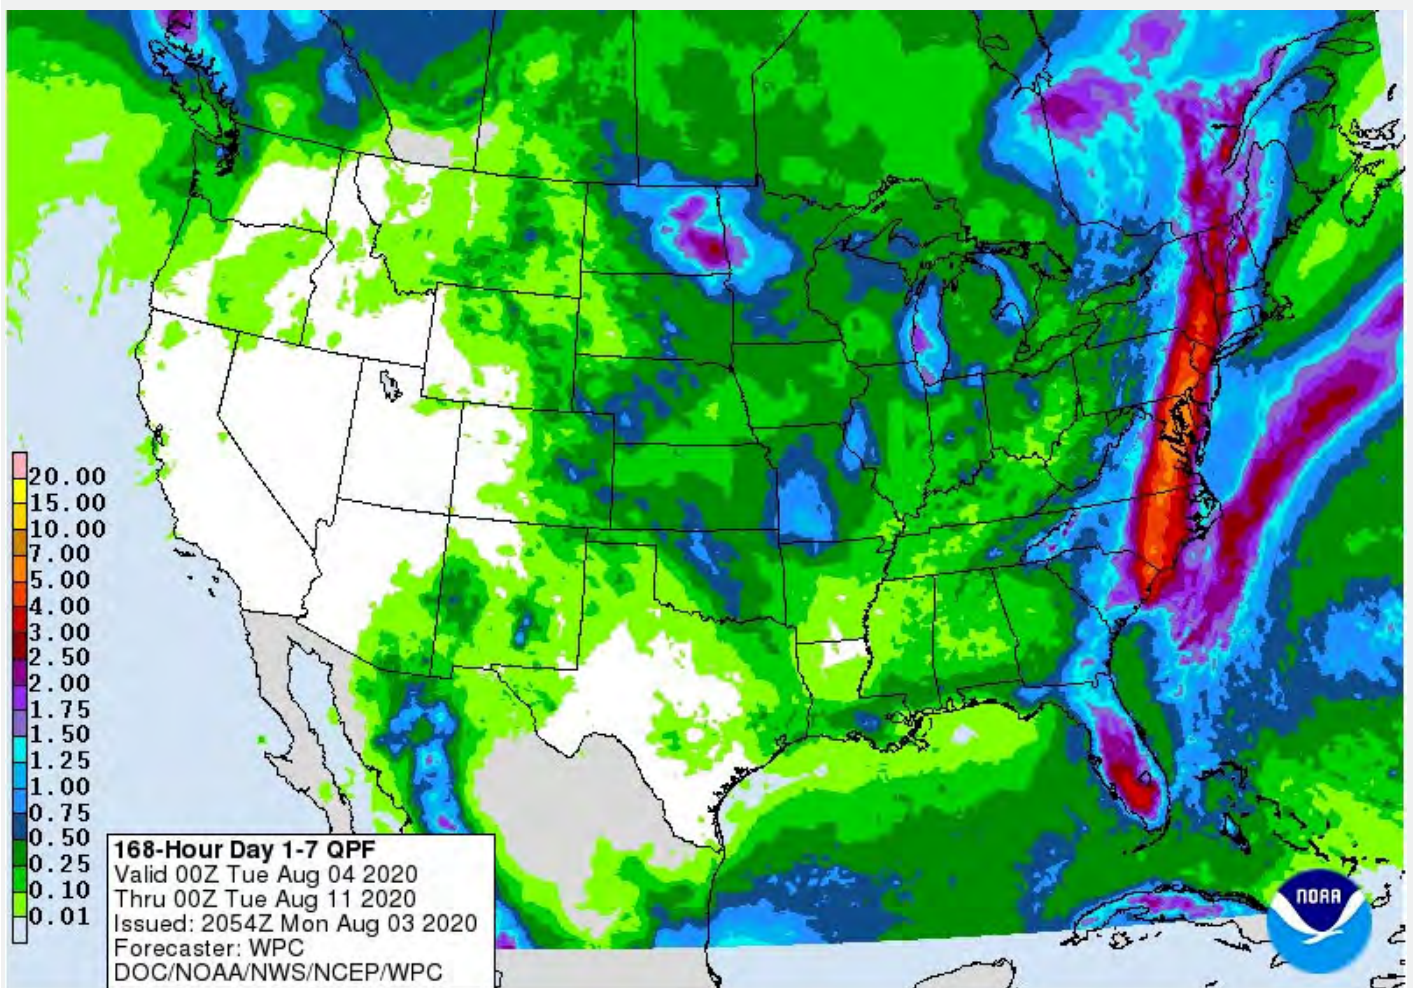 20.00
15.00
10.00
7.00
5.00
4.00
3.00
2.50
2.00
1.75
1.50
1.25
1.00
0.75
0.50
0.25
0.10
0.01
168-Hour Day 1-7 QPF
Valid 00Z Tue Aug 04 2020
Thru 00Z Tue Aug 11 2020
Issued: 2054Z Mon Aug 03 2020
Forecaster: WPC
DOC/NOAA/NWS/NCEP/WPC
NOAA